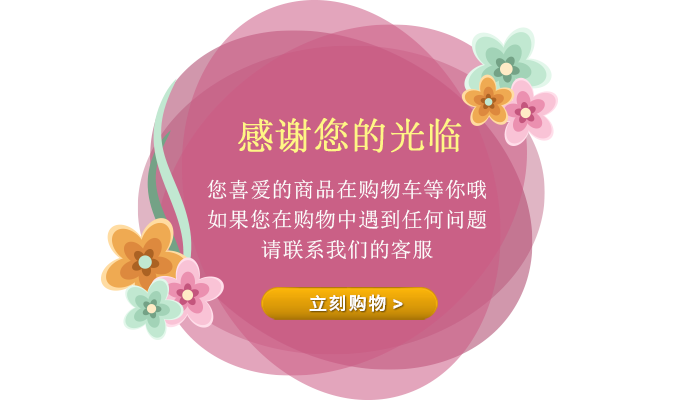 感谢您的光临
您喜爱的商品在购物车等你哦
如果您在购物中遇到任何问题
请联系我们的客服
立刻购物 >